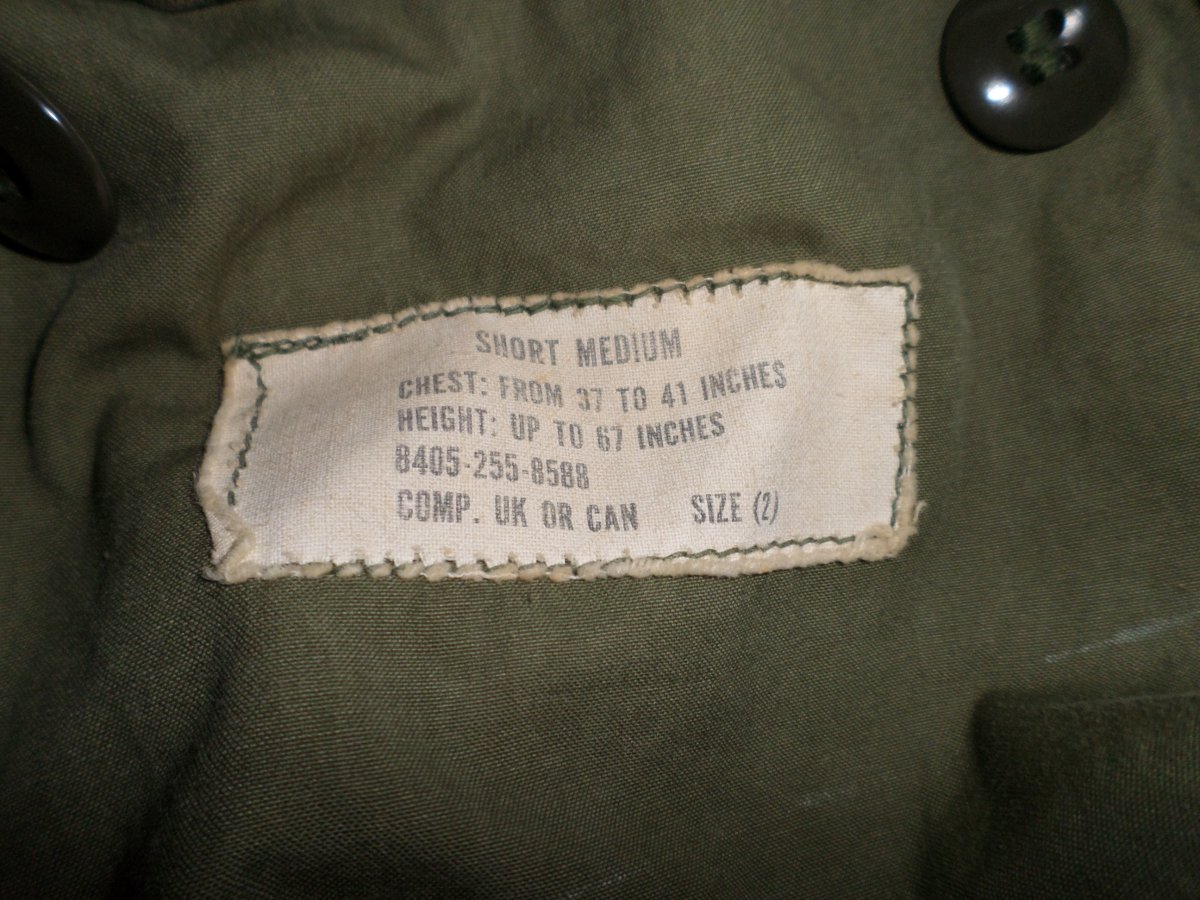 SHORT MEDIUM
CHEST: FROM 37 TO 41 INCHES
HEIGHT: UP TO 67 INCHES
8405-255-8588
COMP. UK OR CAN SIZE (2)